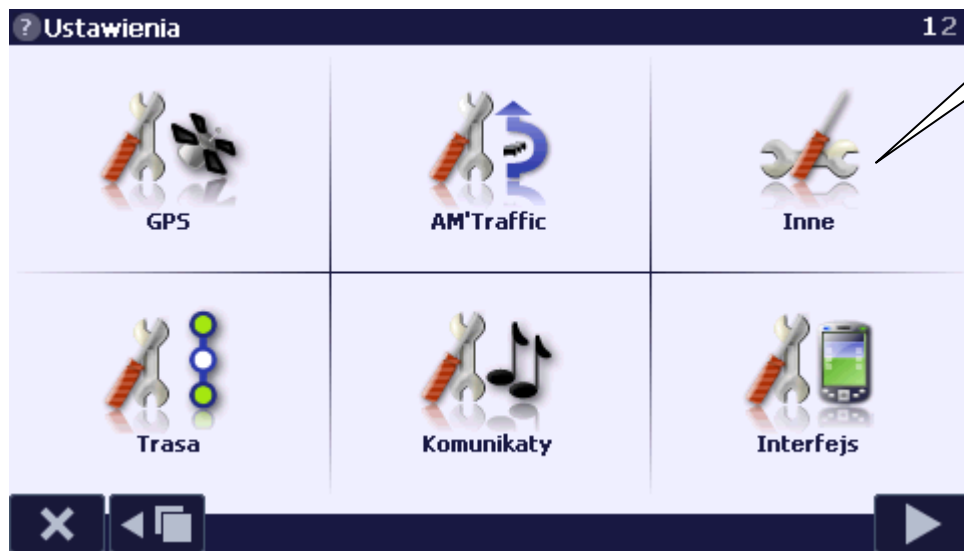 ? Ustawienia 12
GPS AM'Traffic Inne
Trasa Komunikaty Interfejs